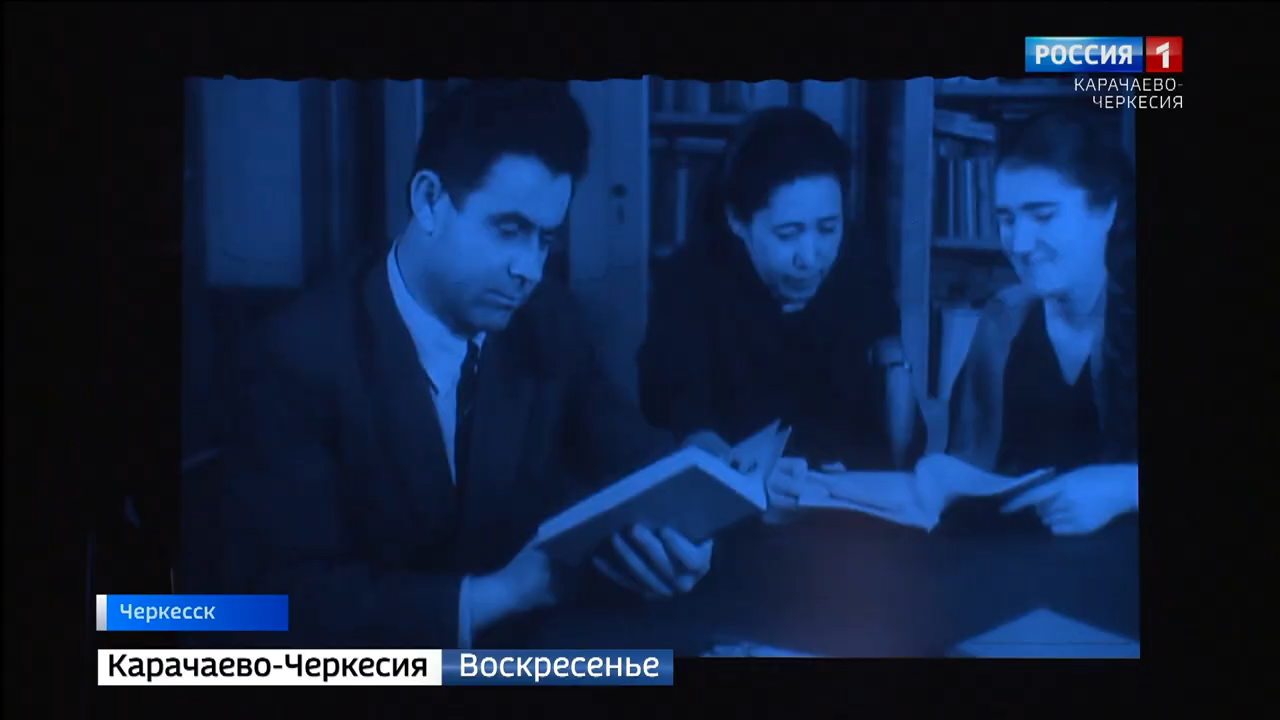 РОССИЯ 1
КАРАЧАЕВО-
ЧЕРКЕСИЯ
Черкесск
Карачаево-Черкесия Воскресенье